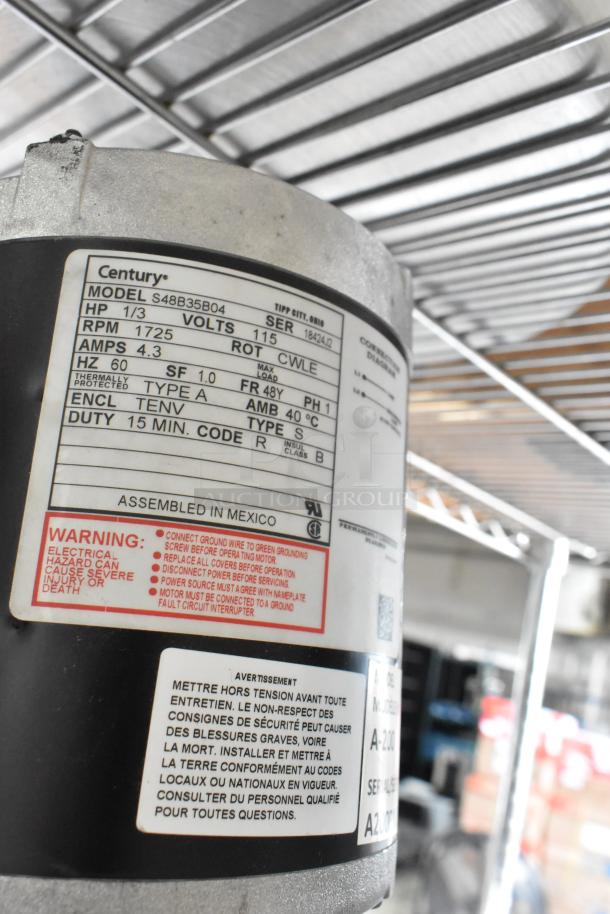 Century®
TIPP CITY, OHIO
MODEL S48B35B04 SER 18424J2
HP 1/3 VOLTS 115
RPM 1725 ROT CWLE
AMPS 4.3 MAX LOAD
HZ 60 SF 1.0 FR 48Y PH 1
THERMALLY PROTECTED TYPE A AMB 40 °C
ENCL TENV TYPE S
DUTY 15 MIN. CODE R INSUL CLASS B
ASSEMBLED IN MEXICO
WARNING:
ELECTRICAL
HAZARD CAN
CAUSE SEVERE
INJURY OR
DEATH
• CONNECT GROUND WIRE TO GREEN GROUNDING
SCREW BEFORE OPERATING MOTOR.
• REPLACE ALL COVERS BEFORE OPERATION
• DISCONNECT POWER BEFORE SERVICING.
• POWER SOURCE MUST AGREE WITH NAMEPLATE
• MOTOR MUST BE CONNECTED TO A GROUND
FAULT CIRCUIT INTERRUPTER.
CONNECTION
DIAGRAM
PCI
AUCTION GROUP
AVERTISSEMENT
METTRE HORS TENSION AVANT TOUTE
ENTRETIEN. LE NON-RESPECT DES
CONSIGNES DE SÉCURITÉ PEUT CAUSER
DES BLESSURES GRAVES, VOIRE
LA MORT. INSTALLER ET METTRE À
LA TERRE CONFORMÉMENT AU CODES
LOCAUX OU NATIONAUX EN VIGUEUR.
CONSULTER DU PERSONNEL QUALIFIÉ
POUR TOUTES QUESTIONS.
A-200